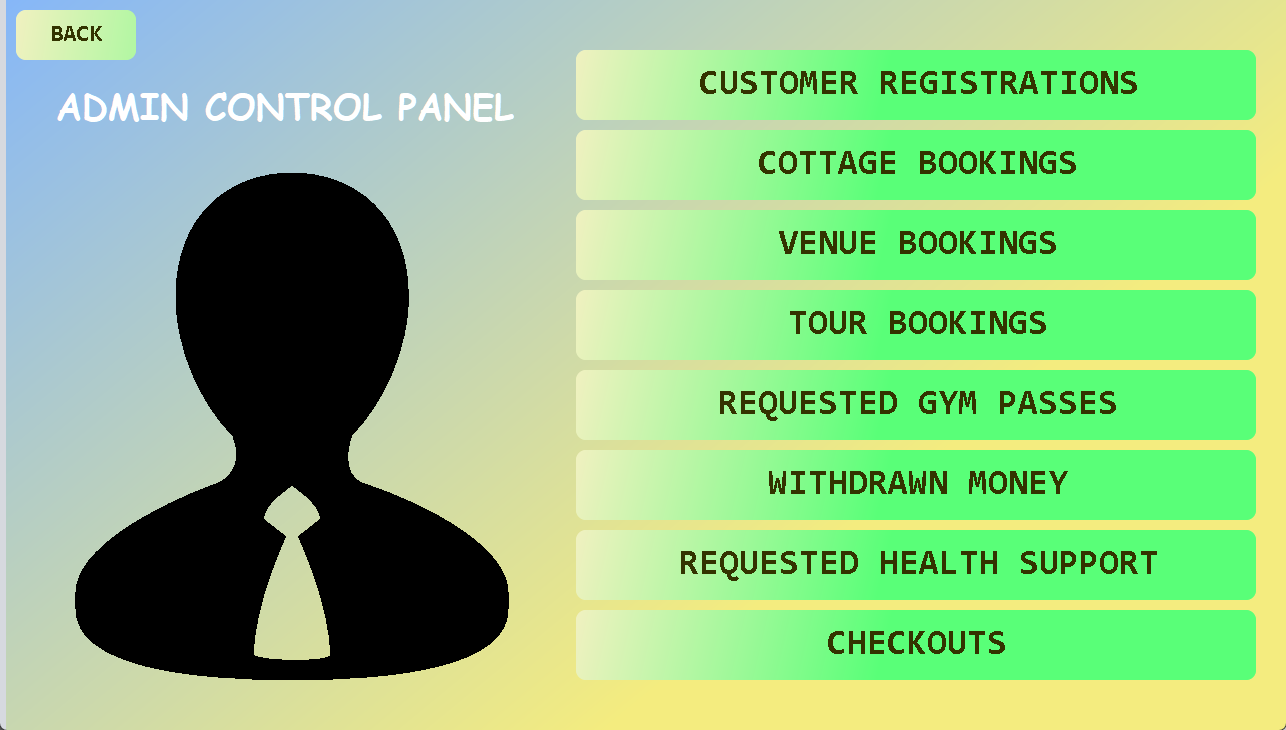 BACK
ADMIN CONTROL PANEL
CUSTOMER REGISTRATIONS
COTTAGE BOOKINGS
VENUE BOOKINGS
TOUR BOOKINGS
REQUESTED GYM PASSES
WITHDRAWN MONEY
REQUESTED HEALTH SUPPORT
CHECKOUTS